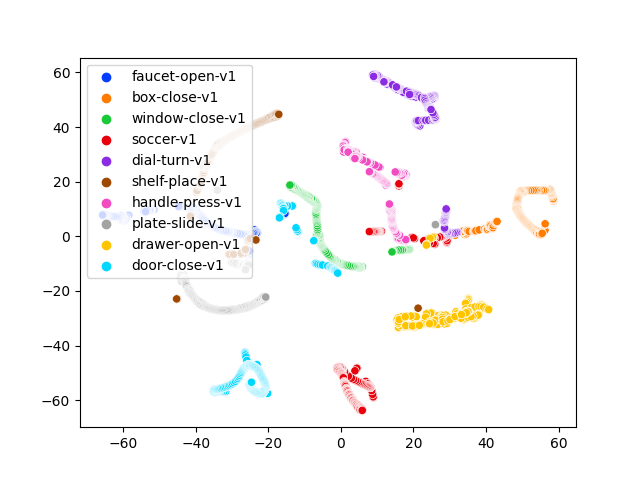 60
40
20
0
−20
−40
−60
faucet-open-v1
box-close-v1
window-close-v1
soccer-v1
dial-turn-v1
shelf-place-v1
handle-press-v1
plate-slide-v1
drawer-open-v1
door-close-v1
−60 −40 −20 0 20 40 60